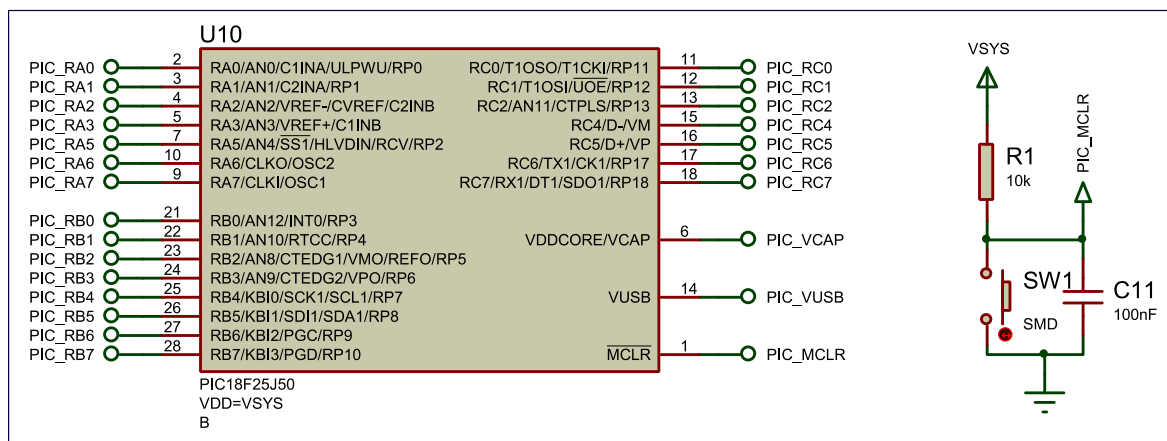 U10
PIC_RA0 2 RA0/AN0/C1INA/ULPWU/RP0 RC0/T1OSO/T1CKI/RP11 11 PIC_RC0
PIC_RA1 3 RA1/AN1/C2INA/RP1 RC1/T1OSI/UOE/RP12 12 PIC_RC1
PIC_RA2 4 RA2/AN2/VREF-/CVREF/C2INB RC2/AN11/CTPLS/RP13 13 PIC_RC2
PIC_RA3 5 RA3/AN3/VREF+/C1INB RC4/D-/VM 15 PIC_RC4
PIC_RA5 7 RA5/AN4/SS1/HLVDIN/RCV/RP2 RC5/D+/VP 16 PIC_RC5
PIC_RA6 10 RA6/CLKO/OSC2 RC6/TX1/CK1/RP17 17 PIC_RC6
PIC_RA7 9 RA7/CLKI/OSC1 RC7/RX1/DT1/SDO1/RP18 18 PIC_RC7
PIC_RB0 21 RB0/AN12/INT0/RP3
PIC_RB1 22 RB1/AN10/RTCC/RP4 VDDCORE/VCAP 6 PIC_VCAP
PIC_RB2 23 RB2/AN8/CTEDG1/VMO/REFO/RP5
PIC_RB3 24 RB3/AN9/CTEDG2/VPO/RP6
PIC_RB4 25 RB4/KBI0/SCK1/SCL1/RP7 VUSB 14 PIC_VUSB
PIC_RB5 26 RB5/KBI1/SDI1/SDA1/RP8
PIC_RB6 27 RB6/KBI2/PGC/RP9
PIC_RB7 28 RB7/KBI3/PGD/RP10 MCLR 1 PIC_MCLR
PIC18F25J50
VDD=VSYS
B
VSYS
PIC_MCLR
R1
10k
SW1
SMD
C11
100nF